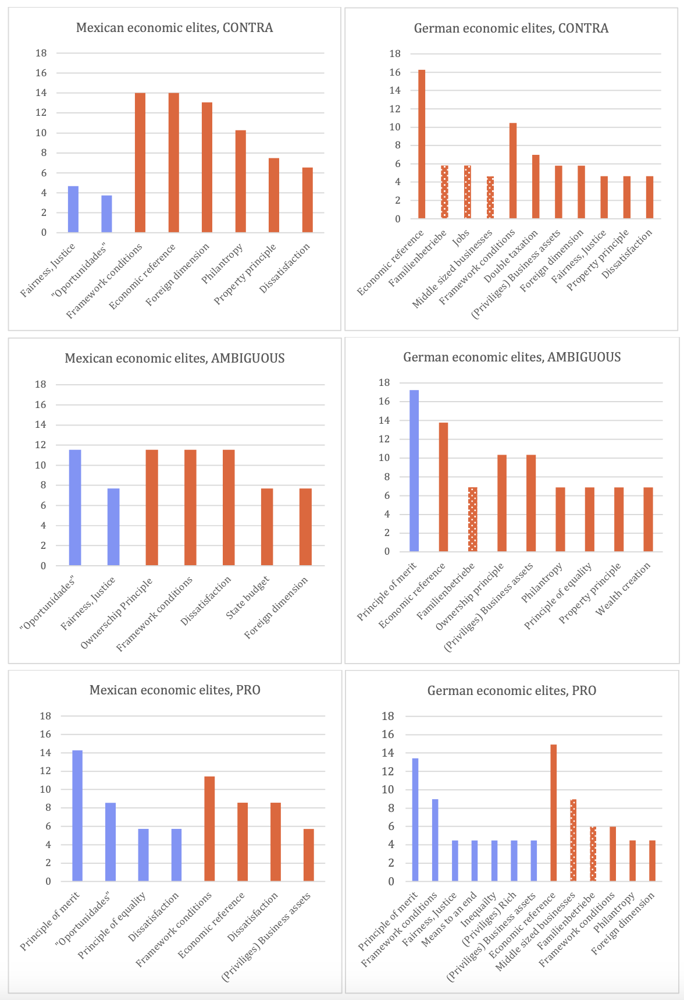 Mexican economic elites, CONTRA
18
16
14
12
10
8
6
4
2
0
Fairness, Justice
"Oportunidades"
Framework conditions
Economic reference
Foreign dimension
Philantropy
Property principle
Dissatisfaction
German economic elites, CONTRA
18
16
14
12
10
8
6
4
2
0
Economic reference
Familienbetriebe
Jobs
Middle sized businesses
Framework conditions
Double taxation
(Priviliges) Business assets
Foreign dimension
Fairness, Justice
Property principle
Dissatisfaction
Mexican economic elites, AMBIGUOUS
18
16
14
12
10
8
6
4
2
0
"Oportunidades"
Fairness, Justice
Ownership Principle
Framework conditions
Dissatisfaction
State budget
Foreign dimension
German economic elites, AMBIGUOUS
18
16
14
12
10
8
6
4
2
0
Principle of merit
Economic reference
Familienbetriebe
Ownership principle
(Priviliges) Business assets
Philantropy
Principle of equality
Property principle
Wealth creation
Mexican economic elites, PRO
18
16
14
12
10
8
6
4
2
0
Principle of merit
"Oportunidades"
Principle of equality
Dissatisfaction
Framework conditions
Economic reference
Dissatisfaction
(Priviliges) Business assets
German economic elites, PRO
18
16
14
12
10
8
6
4
2
0
Principle of merit
Framework conditions
Fairness, Justice
Means to an end
Inequailty
(Priviliges) Rich
(Priviliges) Business assets
Economic reference
Middle sized businesses
Familienbetriebe
Framework conditions
Philantropy
Foreign dimension